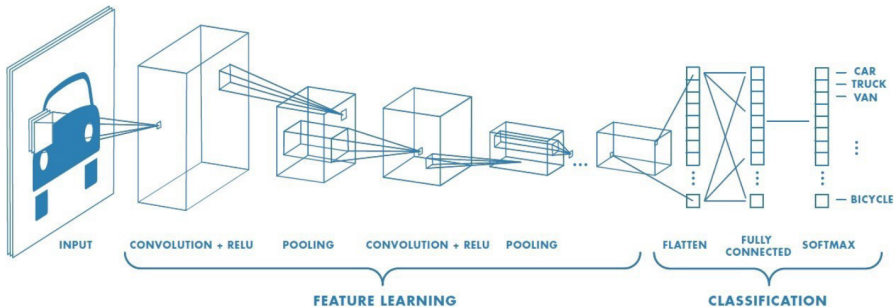 CAR
TRUCK
VAN
BICYCLE
INPUT
CONVOLUTION + RELU
POOLING
CONVOLUTION + RELU
POOLING
FLATTEN
FULLY
CONNECTED
SOFTMAX
FEATURE LEARNING
CLASSIFICATION